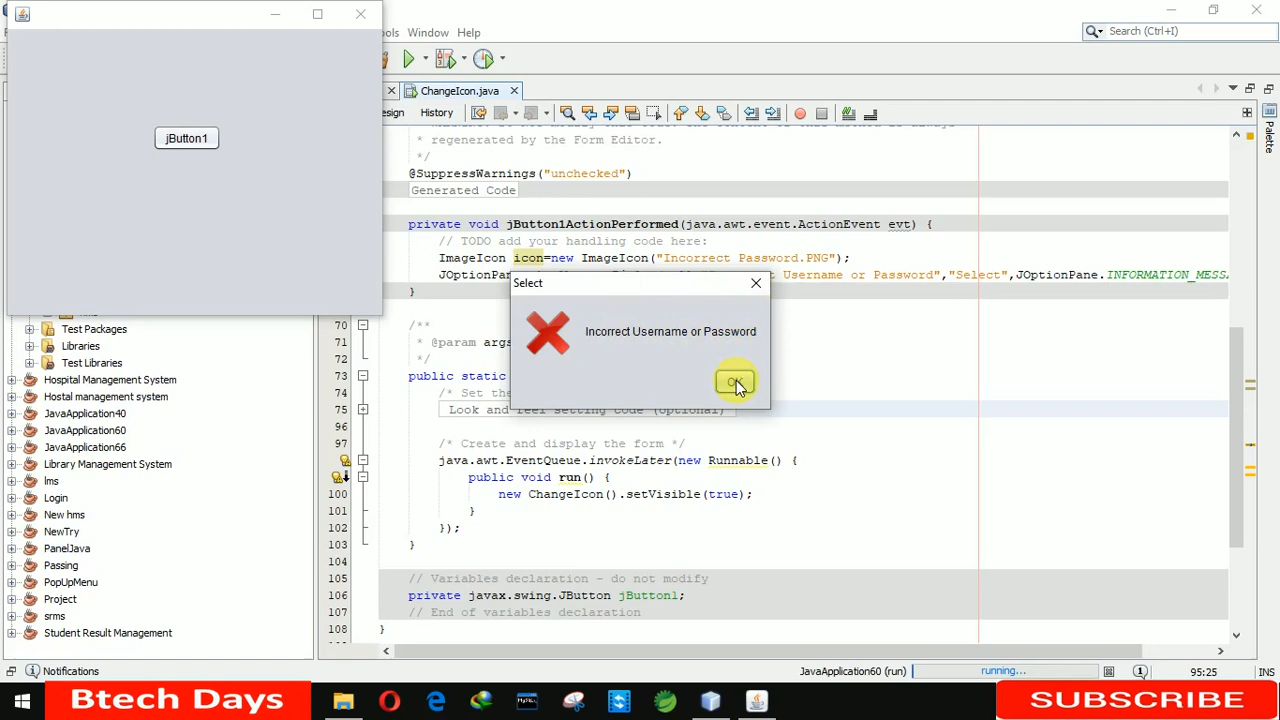 ols Window Help
Search (Ctrl+I)
ChangeIcon.java
esign History
* regenerated by the Form Editor.
*/
@SuppressWarnings("unchecked")
Generated Code
private void jButton1ActionPerformed(java.awt.event.ActionEvent evt) {
// TODO add your handling code here:
ImageIcon icon=new ImageIcon("Incorrect Password.PNG");
Username or Password","Select",JOptionPane.INFORMATION_MESSA
}
jButton1
Select
Incorrect Username or Password
OK
Palette
Test Packages
Libraries
Test Libraries
Hospital Management System
Hostal management system
JavaApplication40
JavaApplication60
JavaApplication66
Library Management System
lms
Login
New hms
NewTry
PanelJava
Passing
PopUpMenu
Project
srms
Student Result Management
70 /**
71 * @param args
72 */
73 public static
74 /* Set the
75 Look and feel setting code (optional)
96
97 /* Create and display the form */
java.awt.EventQueue.invokeLater(new Runnable() {
public void run() {
100 new ChangeIcon().setVisible(true);
101 }
102 });
103 }
104
105 // Variables declaration - do not modify
106 private javax.swing.JButton jButton1;
107 // End of variables declaration
108 }
Notifications
JavaApplication60 (run) running... 95:25 INS
Btech Days
SUBSCRIBE